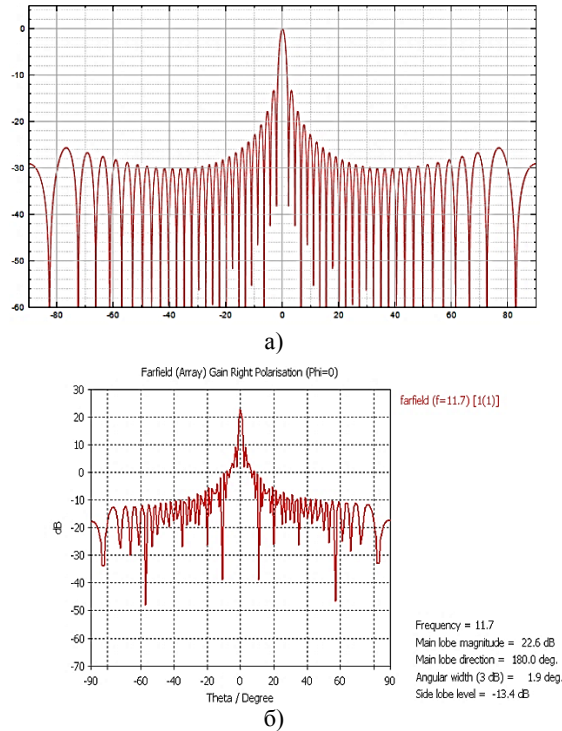 0
-10
-20
-30
-40
-50
-60
-80 -60 -40 -20 0 20 40 60 80
а)
Farfield (Array) Gain Right Polarisation (Phi=0)
30
20
10
0
-10
-20
-30
-40
-50
-60
-70
dB
-90 -80 -60 -40 -20 0 20 40 60 80 90
Theta / Degree
farfield (f=11.7) [1(1)]
Frequency = 11.7
Main lobe magnitude = 22.6 dB
Main lobe direction = 180.0 deg.
Angular width (3 dB) = 1.9 deg.
Side lobe level = -13.4 dB
б)